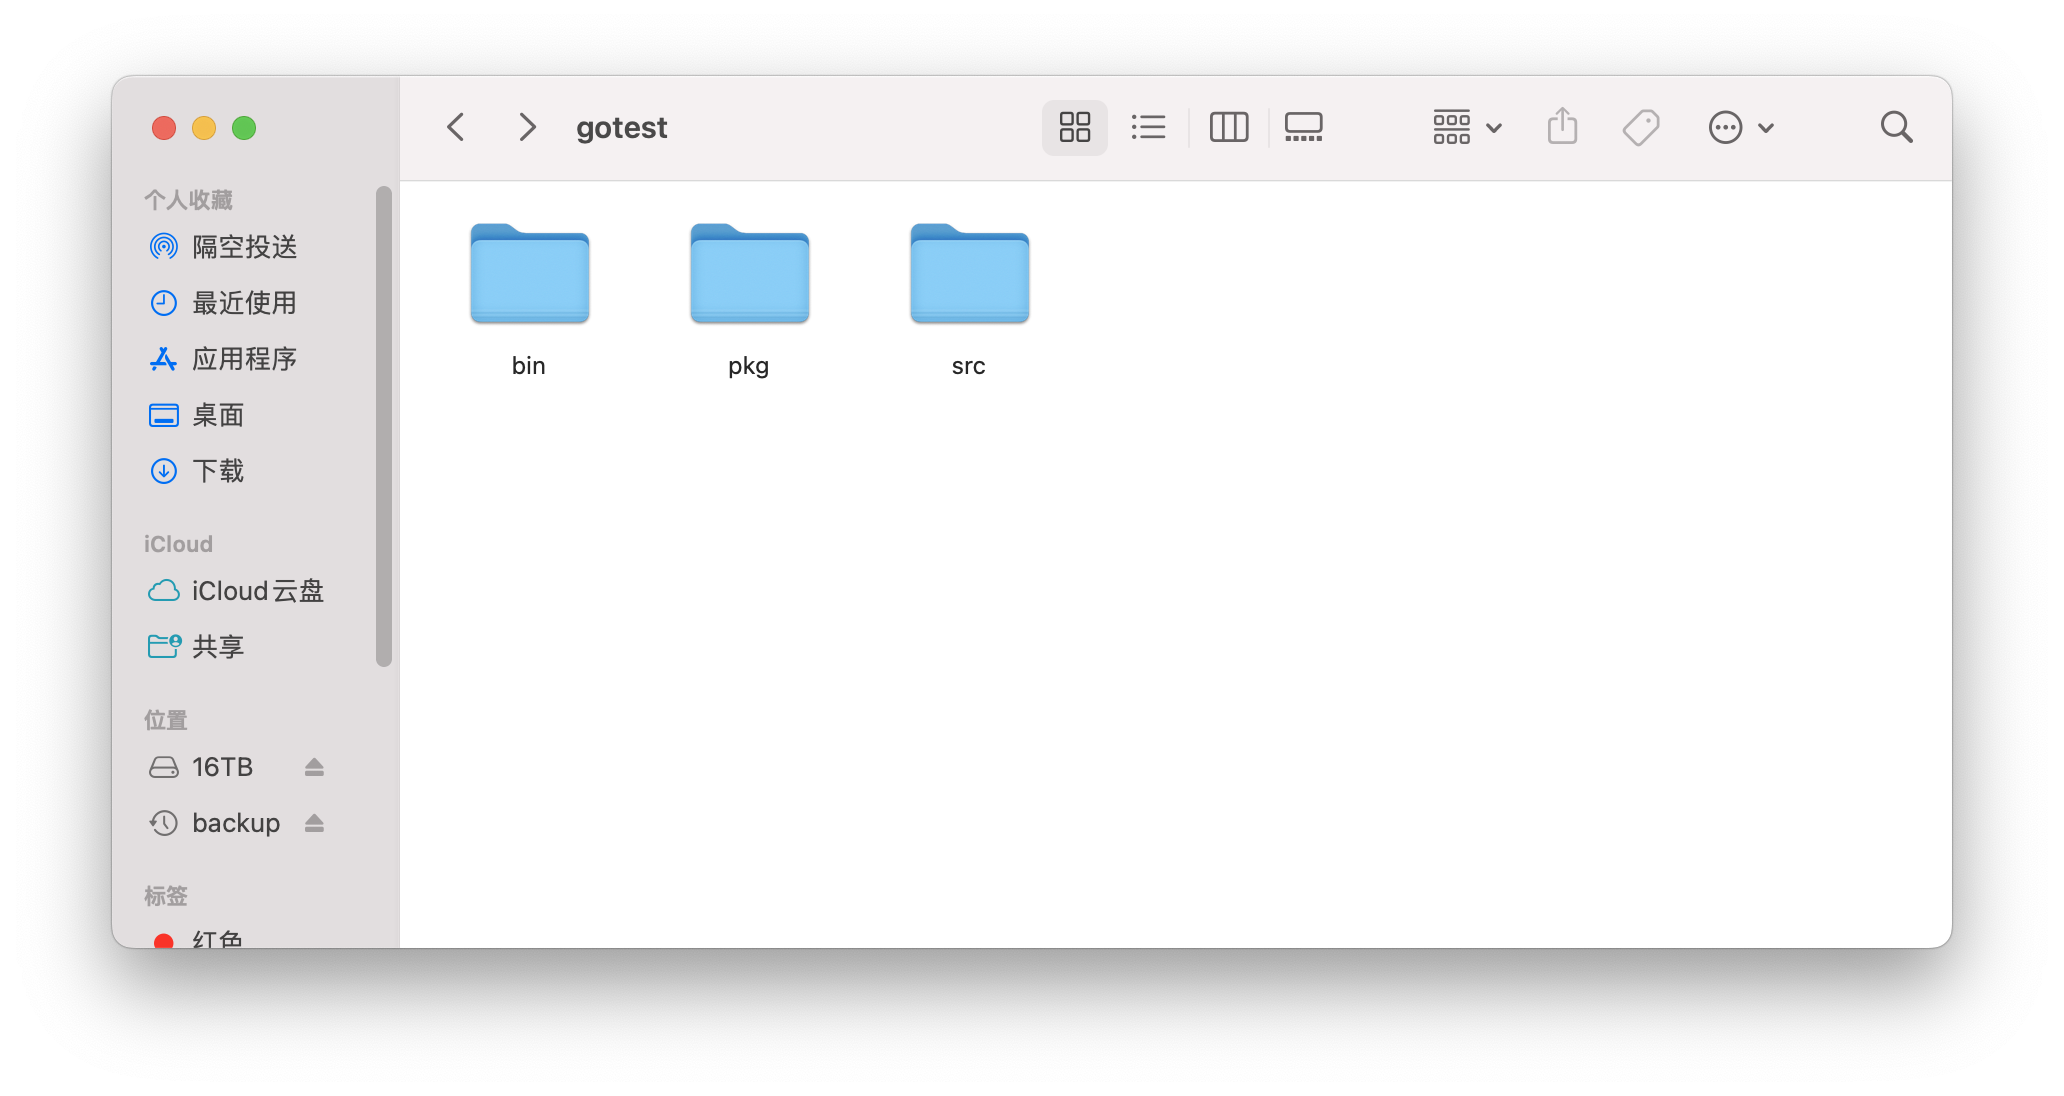 gotest
个人收藏
隔空投送
最近使用
应用程序
桌面
下载
iCloud
iCloud云盘
共享
位置
16TB
backup
标签
红色
bin
pkg
src